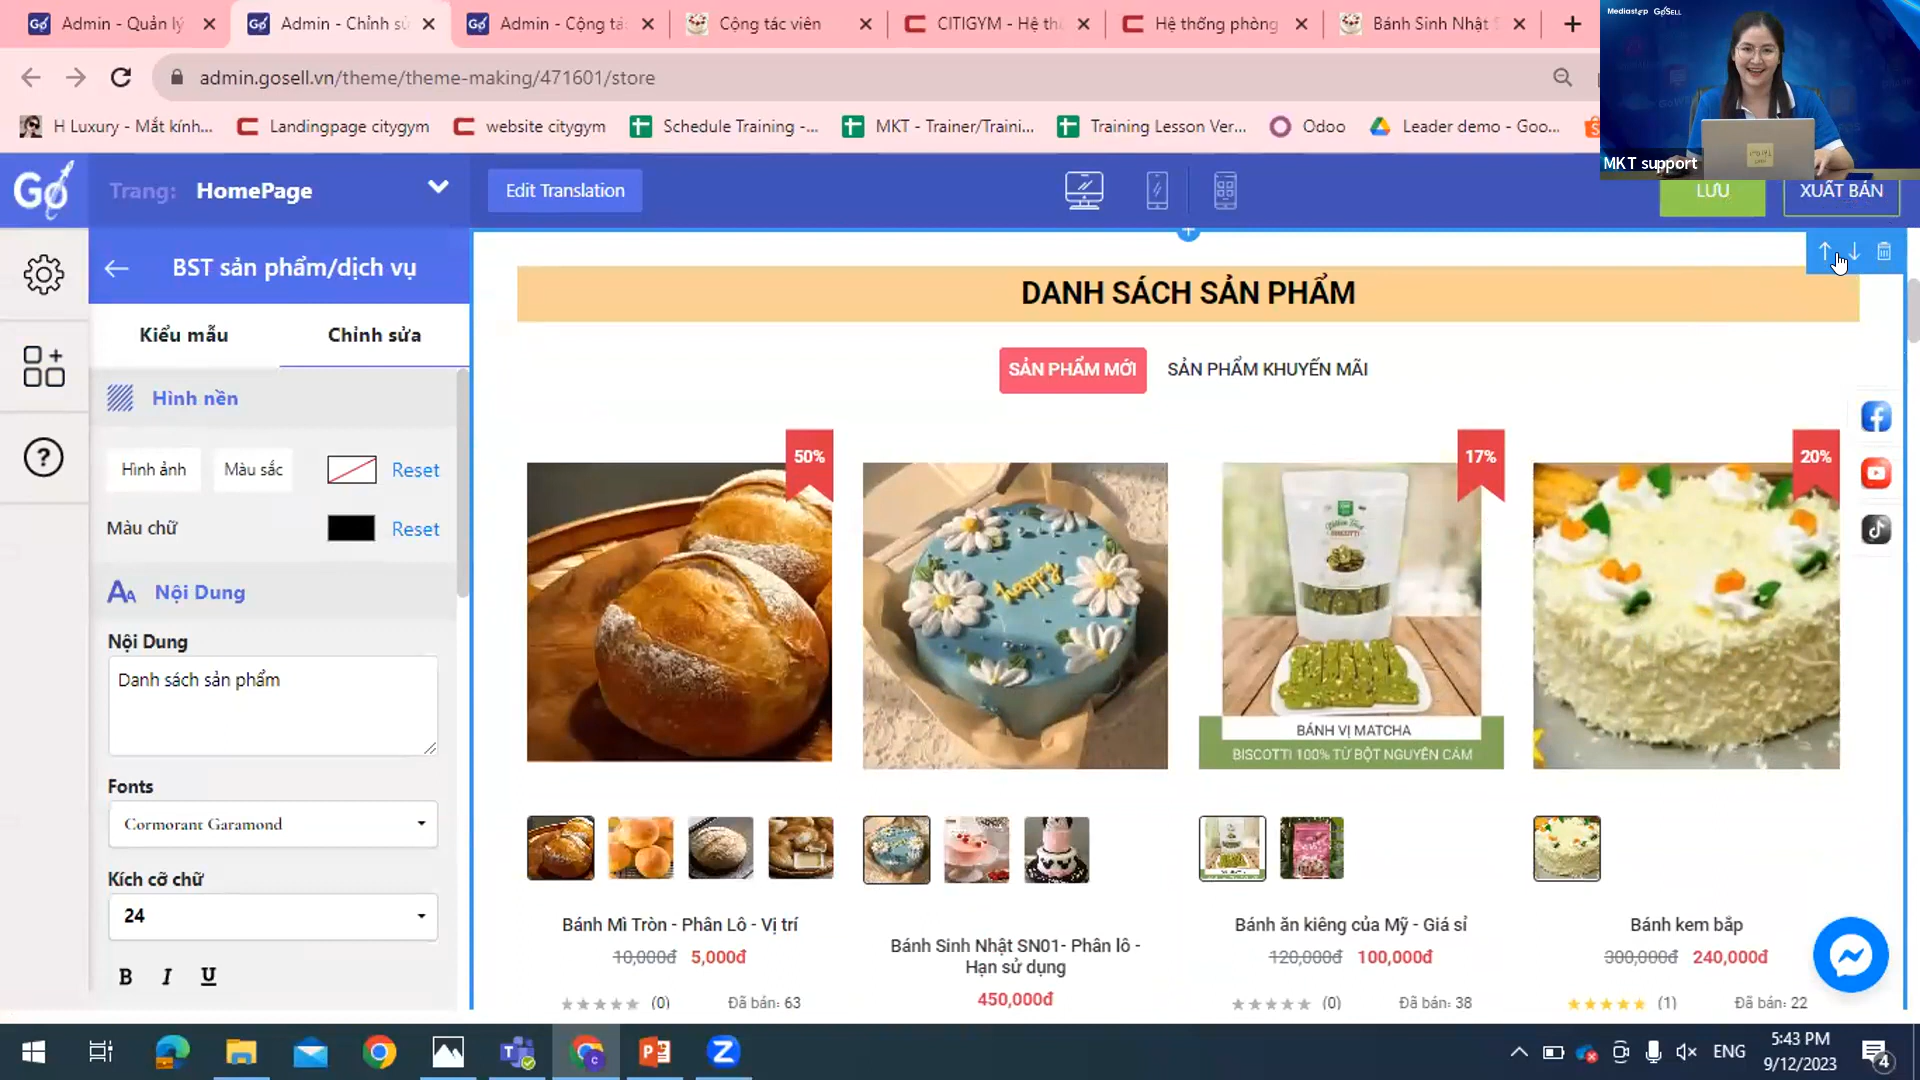 Admin - Quản lý
Admin - Chỉnh sử
Admin - Cộng tá
Cộng tác viên
CITIGYM - Hệ th
Hệ thống phòng
Bánh Sinh Nhật
Mediastep GoSELL
admin.gosell.vn/theme/theme-making/471601/store
H Luxury - Mắt kính...
Landingpage citygym
website citygym
Schedule Training -...
MKT - Trainer/Traini...
Training Lesson Ver...
Odoo
Leader demo - Goo...
MKT support
Go
Trang: HomePage
Edit Translation
LƯU
XUẤT BẢN
BST sản phẩm/dịch vụ
Kiểu mẫu
Chỉnh sửa
Hình nền
Hình ảnh
Màu sắc
Reset
Màu chữ
Reset
Nội Dung
Nội Dung
Danh sách sản phẩm
Fonts
Cormorant Garamond
Kích cỡ chữ
24
B I U
DANH SÁCH SẢN PHẨM
SẢN PHẨM MỚI
SẢN PHẨM KHUYẾN MÃI
50%
17%
20%
happy
BISCOTTI
BÁNH VỊ MATCHA
BISCOTTI 100% TỪ BỘT NGUYÊN CÁM
Bánh Mì Tròn - Phân Lô - Vị trí
10,000đ 5,000đ
(0) Đã bán: 63
Bánh Sinh Nhật SN01- Phân lô -
Hạn sử dụng
450,000đ
Bánh ăn kiêng của Mỹ - Giá sỉ
120,000đ 100,000đ
(0) Đã bán: 38
Bánh kem bắp
300,000đ 240,000đ
(1) Đã bán: 22
ENG
5:43 PM
9/12/2023
4